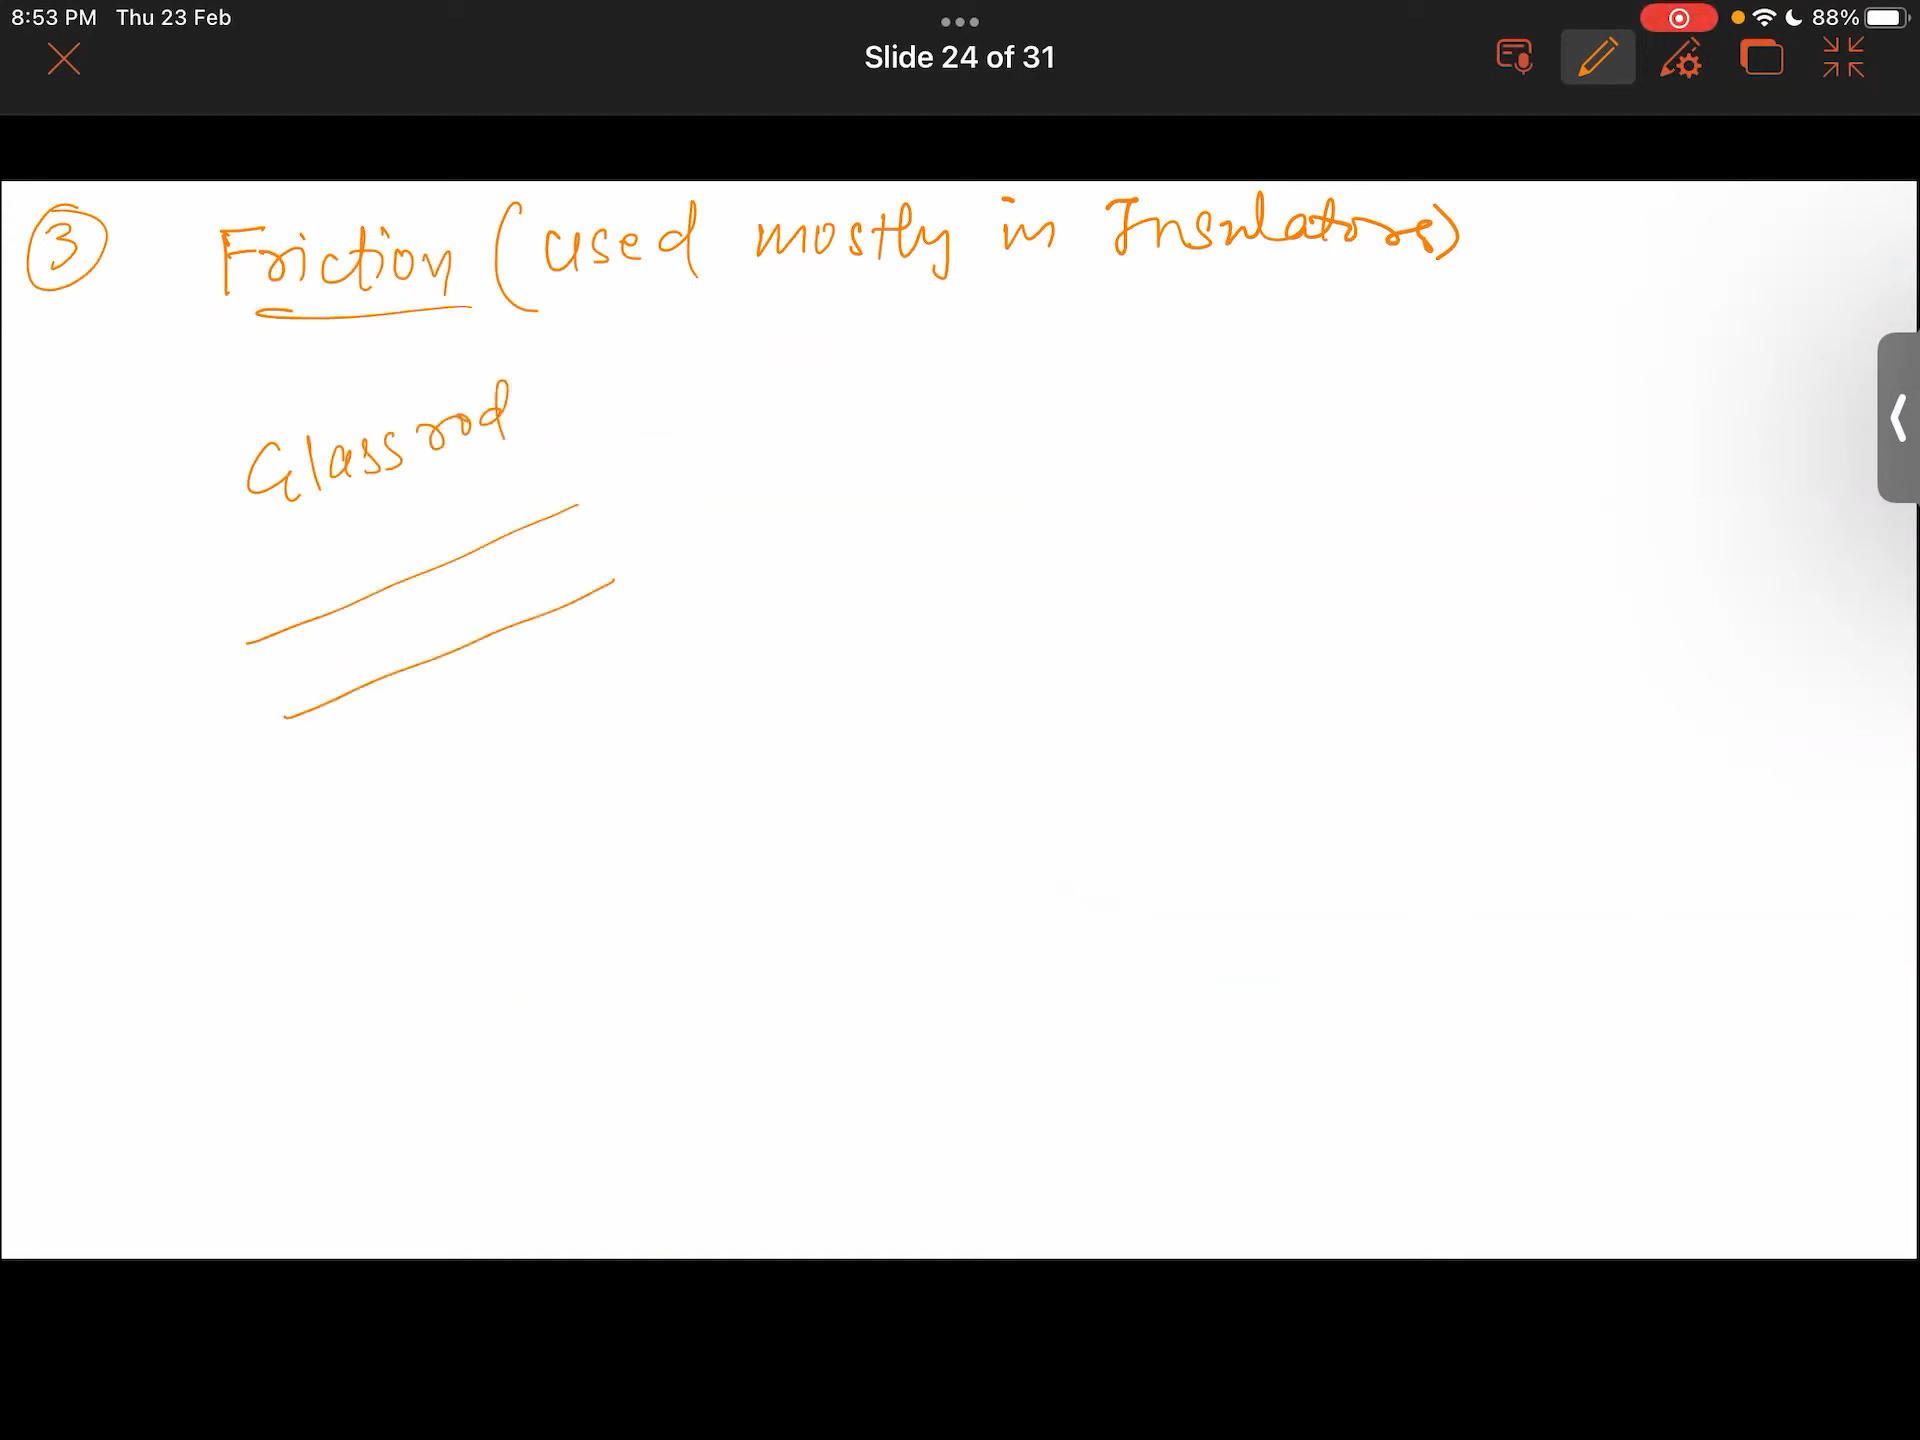 8:53 PM Thu 23 Feb
88%
Slide 24 of 31
3 Friction (used mostly in Insulators)
Glass rod